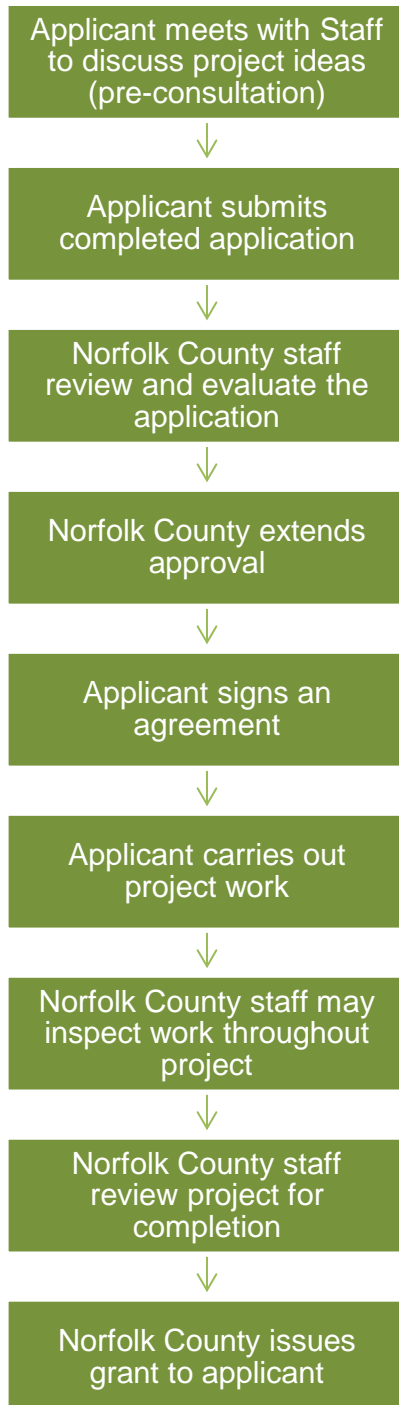 Applicant meets with Staff
to discuss project ideas
(pre-consultation)
Applicant submits
completed application
Norfolk County staff
review and evaluate the
application
Norfolk County extends
approval
Applicant signs an
agreement
Applicant carries out
project work
Norfolk County staff may
inspect work throughout
project
Norfolk County staff
review project for
completion
Norfolk County issues
grant to applicant